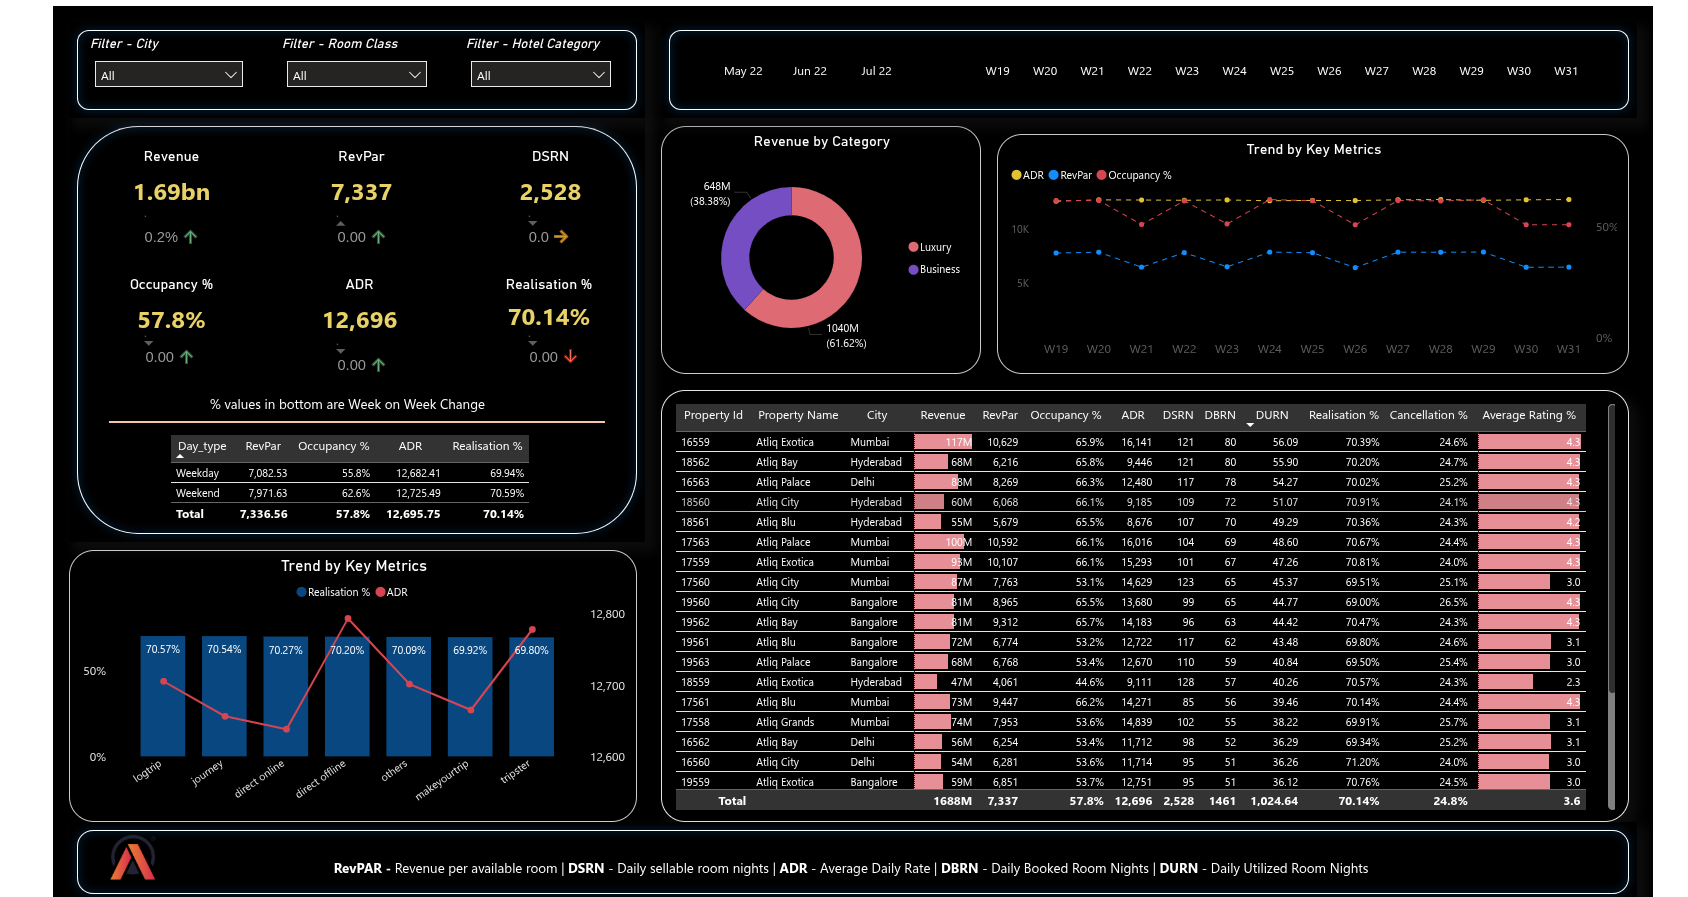 Filter - City Filter - Room Class Filter - Hotel Category
All All All
May 22 Jun 22 Jul 22 W19 W20 W21 W22 W23 W24 W25 W26 W27 W28 W29 W30 W31
Revenue RevPar DSRN
1.69bn 7,337 2,528
0.2% 0.00 0.0
Occupancy % ADR Realisation %
57.8% 12,696 70.14%
0.00 0.00 0.00
% values in bottom are Week on Week Change
Day_type RevPar Occupancy % ADR Realisation %
Weekday 7,082.53 55.8% 12,682.41 69.94%
Weekend 7,971.63 62.6% 12,725.49 70.59%
Total 7,336.56 57.8% 12,695.75 70.14%
Revenue by Category
648M
(38.38%)
Luxury
Business
1040M
(61.62%)
Trend by Key Metrics
ADR RevPar Occupancy %
10K
5K
50%
0%
W19 W20 W21 W22 W23 W24 W25 W26 W27 W28 W29 W30 W31
Trend by Key Metrics
Realisation % ADR
12,800
12,700
12,600
50%
0%
70.57% 70.54% 70.27% 70.20% 70.09% 69.92% 69.80%
logtrip journey direct online direct offline others makeyourtrip tripster
Property Id Property Name City Revenue RevPar Occupancy % ADR DSRN DBRN DURN Realisation % Cancellation % Average Rating %
16559 Atliq Exotica Mumbai 117M 10,629 65.9% 16,141 121 80 56.09 70.39% 24.6% 4.3
18562 Atliq Bay Hyderabad 68M 6,216 65.8% 9,446 121 80 55.90 70.20% 24.7% 4.3
16563 Atliq Palace Delhi 88M 8,269 66.3% 12,480 117 78 54.27 70.02% 25.2% 4.3
18560 Atliq City Hyderabad 60M 6,068 66.1% 9,185 109 72 51.07 70.91% 24.1% 4.3
18561 Atliq Blu Hyderabad 55M 5,679 65.5% 8,676 107 70 49.29 70.36% 24.3% 4.2
17563 Atliq Palace Mumbai 100M 10,592 66.1% 16,016 104 69 48.60 70.67% 24.4% 4.3
17559 Atliq Exotica Mumbai 93M 10,107 66.1% 15,293 101 67 47.26 70.81% 24.0% 4.3
17560 Atliq City Mumbai 87M 7,763 53.1% 14,629 123 65 45.37 69.51% 25.1% 3.0
19560 Atliq City Bangalore 81M 8,965 65.5% 13,680 99 65 44.77 69.00% 26.5% 4.3
19562 Atliq Bay Bangalore 81M 9,312 65.7% 14,183 96 63 44.42 70.47% 24.3% 4.3
19561 Atliq Blu Bangalore 72M 6,774 53.2% 12,722 117 62 43.48 69.80% 24.6% 3.1
19563 Atliq Palace Bangalore 68M 6,768 53.4% 12,670 110 59 40.84 69.50% 25.4% 3.0
18559 Atliq Exotica Hyderabad 47M 4,061 44.6% 9,111 128 57 40.26 70.57% 24.3% 2.3
17561 Atliq Blu Mumbai 73M 9,447 66.2% 14,271 85 56 39.46 70.14% 24.4% 4.3
17558 Atliq Grands Mumbai 74M 7,953 53.6% 14,839 102 55 38.22 69.91% 25.7% 3.1
16562 Atliq Bay Delhi 56M 6,254 53.4% 11,712 98 52 36.29 69.34% 25.2% 3.1
16560 Atliq City Delhi 54M 6,281 53.6% 11,714 95 51 36.26 71.20% 24.0% 3.0
19559 Atliq Exotica Bangalore 59M 6,851 53.7% 12,751 95 51 36.12 70.76% 24.5% 3.0
Total 1688M 7,337 57.8% 12,696 2,528 1461 1,024.64 70.14% 24.8% 3.6
RevPAR - Revenue per available room | DSRN - Daily sellable room nights | ADR - Average Daily Rate | DBRN - Daily Booked Room Nights | DURN - Daily Utilized Room Nights